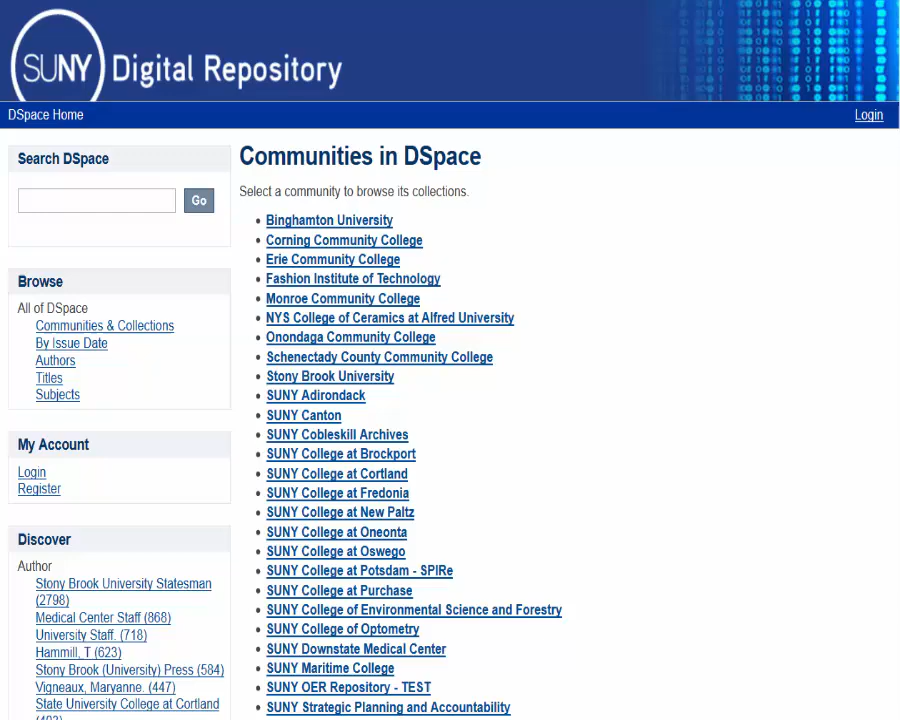 SUNY Digital Repository
DSpace Home
Login
Search DSpace
Go
Browse
All of DSpace
Communities & Collections
By Issue Date
Authors
Titles
Subjects
My Account
Login
Register
Discover
Author
Stony Brook University Statesman
(2798)
Medical Center Staff (868)
University Staff. (718)
Hammill, T (623)
Stony Brook (University) Press (584)
Vigneaux, Maryanne. (447)
State University College at Cortland
Communities in DSpace
Select a community to browse its collections.
Binghamton University
Corning Community College
Erie Community College
Fashion Institute of Technology
Monroe Community College
NYS College of Ceramics at Alfred University
Onondaga Community College
Schenectady County Community College
Stony Brook University
SUNY Adirondack
SUNY Canton
SUNY Cobleskill Archives
SUNY College at Brockport
SUNY College at Cortland
SUNY College at Fredonia
SUNY College at New Paltz
SUNY College at Oneonta
SUNY College at Oswego
SUNY College at Potsdam - SPIRe
SUNY College at Purchase
SUNY College of Environmental Science and Forestry
SUNY College of Optometry
SUNY Downstate Medical Center
SUNY Maritime College
SUNY OER Repository - TEST
SUNY Strategic Planning and Accountability